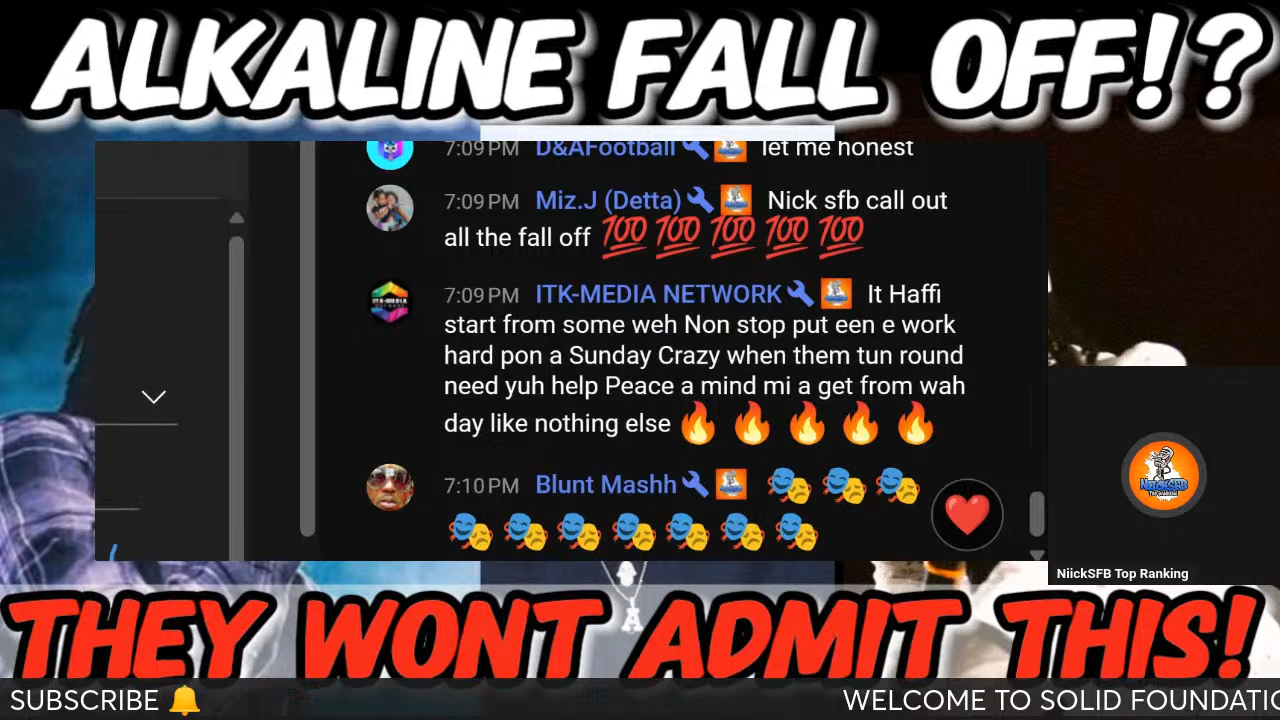 ALKALINE FALL OFF!?
7:09 PM D&AFootball let me honest
7:09 PM Miz.J (Detta) Nick sfb call out
all the fall off 💯💯💯💯💯
7:09 PM ITK-MEDIA NETWORK It Haffi
start from some weh Non stop put een e work
hard pon a Sunday Crazy when them tun round
need yuh help Peace a mind mi a get from wah
day like nothing else 🔥🔥🔥🔥🔥
7:10 PM Blunt Mashh 🎭🎭🎭
🎭🎭🎭🎭🎭🎭🎭
NIICKSFB
NiickSFB Top Ranking
A
THEY WONT ADMIT THIS!
SUBSCRIBE 🔔 WELCOME TO SOLID FOUNDATIO